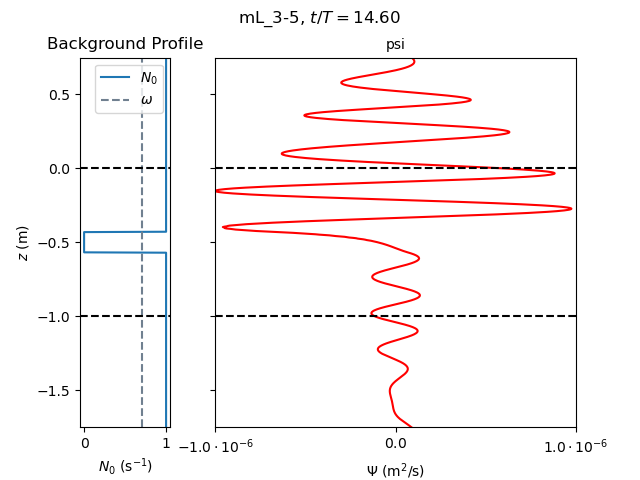 mL_3-5, t/T = 14.60
Background Profile
psi
N₀
ω
0.5
0.0
−0.5
−1.0
−1.5
z (m)
0 1
−1.0·10⁻⁶ 0.0 1.0·10⁻⁶
N₀ (s⁻¹)
Ψ (m²/s)